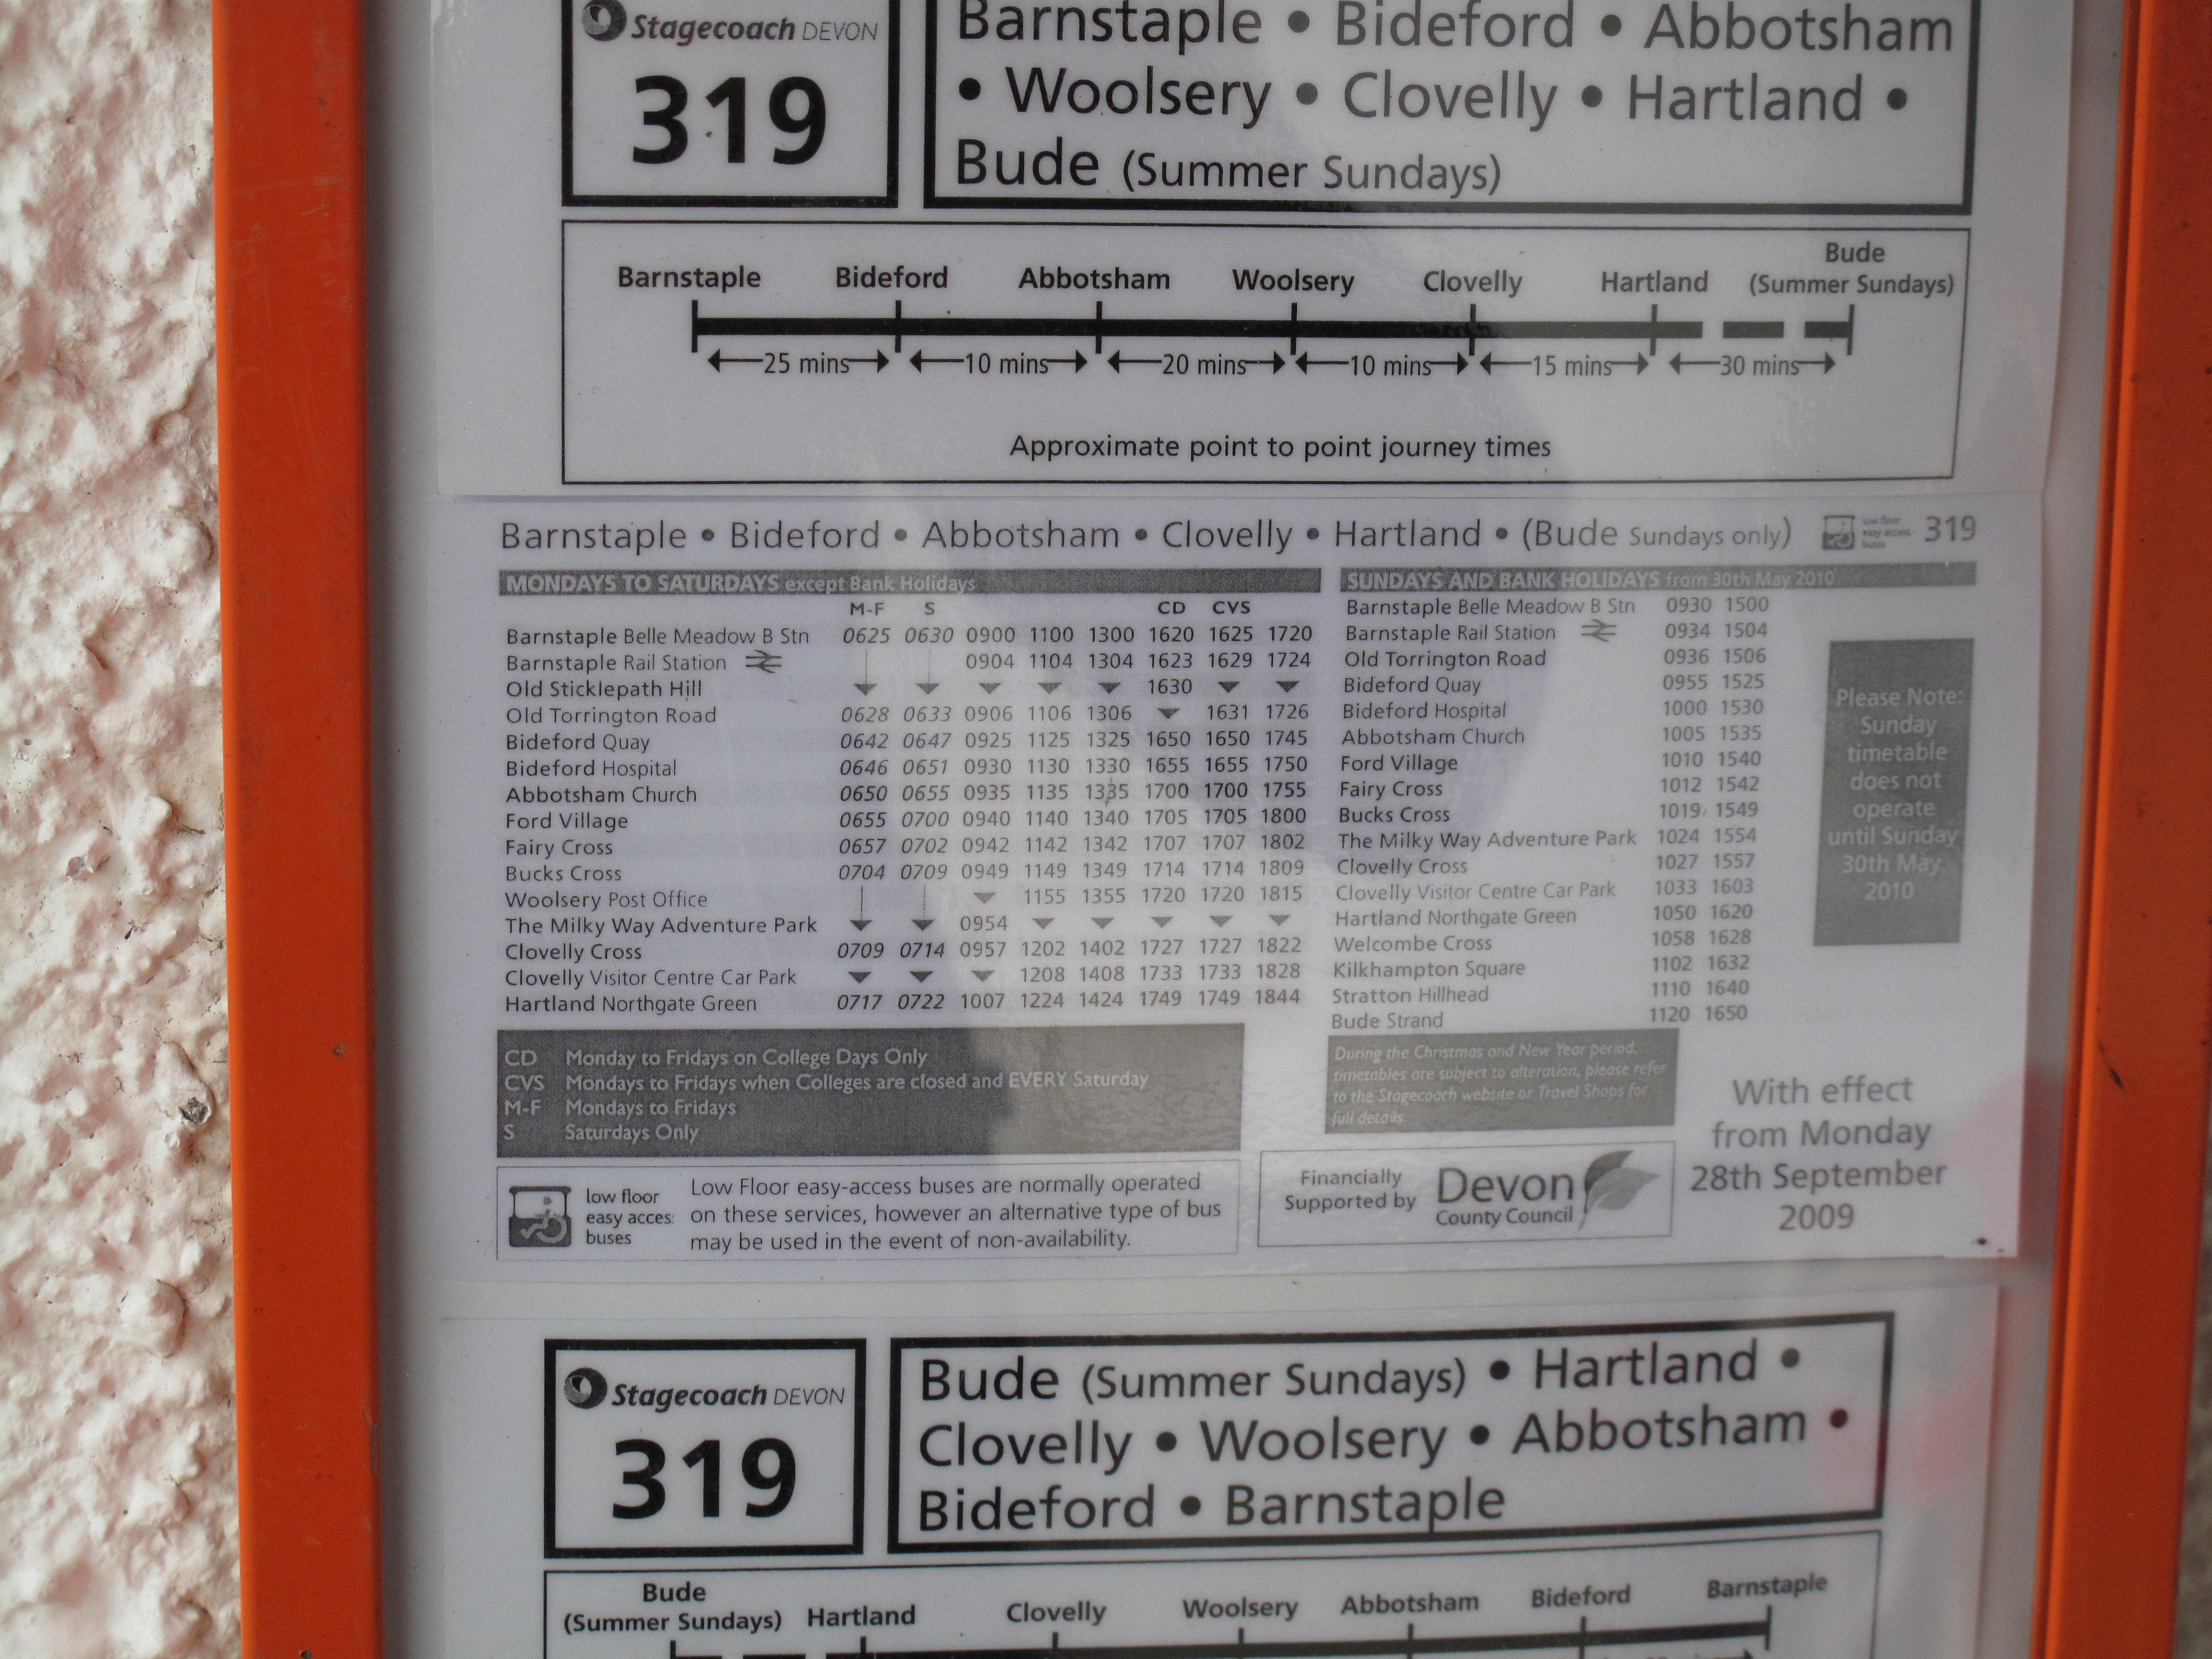 Stagecoach DEVON
319
Barnstaple • Bideford • Abbotsham
• Woolsery • Clovelly • Hartland •
Bude (Summer Sundays)
Barnstaple Bideford Abbotsham Woolsery Clovelly Hartland Bude (Summer Sundays)
25 mins 10 mins 20 mins 10 mins 15 mins 30 mins
Approximate point to point journey times
Barnstaple • Bideford • Abbotsham • Clovelly • Hartland • (Bude Sundays only) low floor easy access buses 319
MONDAYS TO SATURDAYS except Bank Holidays
M-F S CD CVS
Barnstaple Belle Meadow B Stn 0625 0630 0900 1100 1300 1620 1625 1720
Barnstaple Rail Station 0904 1104 1304 1623 1629 1724
Old Sticklepath Hill 1630
Old Torrington Road 0628 0633 0906 1106 1306 1631 1726
Bideford Quay 0642 0647 0925 1125 1325 1650 1650 1745
Bideford Hospital 0646 0651 0930 1130 1330 1655 1655 1750
Abbotsham Church 0650 0655 0935 1135 1335 1700 1700 1755
Ford Village 0655 0700 0940 1140 1340 1705 1705 1800
Fairy Cross 0657 0702 0942 1142 1342 1707 1707 1802
Bucks Cross 0704 0709 0949 1149 1349 1714 1714 1809
Woolsery Post Office 1155 1355 1720 1720 1815
The Milky Way Adventure Park 0954
Clovelly Cross 0709 0714 0957 1202 1402 1727 1727 1822
Clovelly Visitor Centre Car Park 1208 1408 1733 1733 1828
Hartland Northgate Green 0717 0722 1007 1224 1424 1749 1749 1844
CD Monday to Fridays on College Days Only
CVS Mondays to Fridays when Colleges are closed and EVERY Saturday
M-F Mondays to Fridays
S Saturdays Only
low floor
easy acces
buses
Low Floor easy-access buses are normally operated
on these services, however an alternative type of bus
may be used in the event of non-availability.
SUNDAYS AND BANK HOLIDAYS from 30th May 2010
Barnstaple Belle Meadow B Stn 0930 1500
Barnstaple Rail Station 0934 1504
Old Torrington Road 0936 1506
Bideford Quay 0955 1525
Bideford Hospital 1000 1530
Abbotsham Church 1005 1535
Ford Village 1010 1540
Fairy Cross 1012 1542
Bucks Cross 1019 1549
The Milky Way Adventure Park 1024 1554
Clovelly Cross 1027 1557
Clovelly Visitor Centre Car Park 1033 1603
Hartland Northgate Green 1050 1620
Welcombe Cross 1058 1628
Kilkhampton Square 1102 1632
Stratton Hillhead 1110 1640
Bude Strand 1120 1650
Please Note:
Sunday
timetable
does not
operate
until Sunday
30th May
2010
During the Christmas and New Year period,
timetables are subject to alteration, please refer
to the Stagecoach website or Travel Shops for
full details.
Financially
Supported by
Devon
County Council
With effect
from Monday
28th September
2009
Stagecoach DEVON
319
Bude (Summer Sundays) • Hartland •
Clovelly • Woolsery • Abbotsham •
Bideford • Barnstaple
Bude (Summer Sundays) Hartland Clovelly Woolsery Abbotsham Bideford Barnstaple